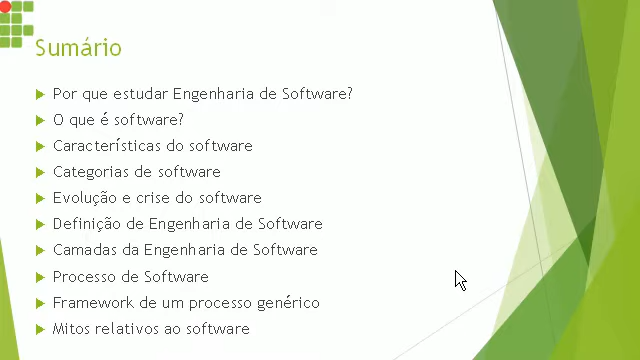 Sumário
Por que estudar Engenharia de Software?
O que é software?
Características do software
Categorias de software
Evolução e crise do software
Definição de Engenharia de Software
Camadas da Engenharia de Software
Processo de Software
Framework de um processo genérico
Mitos relativos ao software